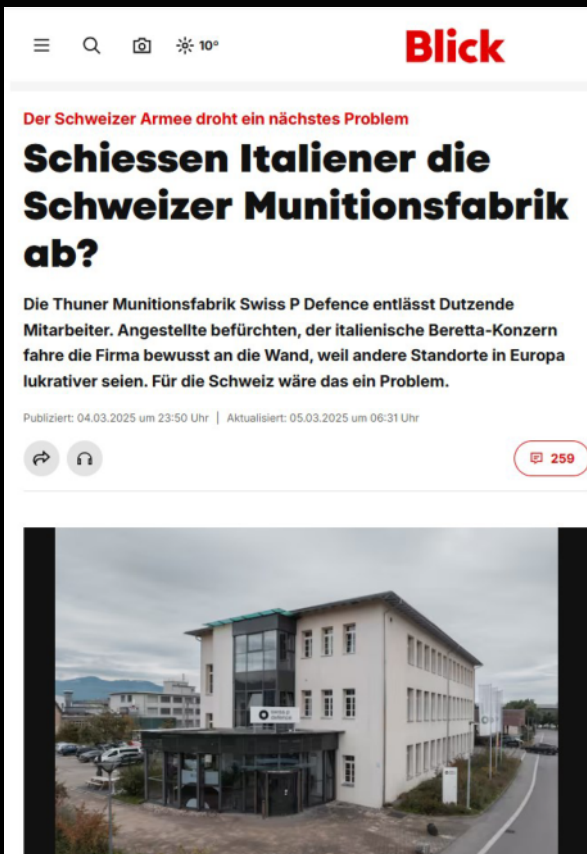 10°
Blick
Der Schweizer Armee droht ein nächstes Problem
Schiessen Italiener die
Schweizer Munitionsfabrik
ab?
Die Thuner Munitionsfabrik Swiss P Defence entlässt Dutzende
Mitarbeiter. Angestellte befürchten, der italienische Beretta-Konzern
fahre die Firma bewusst an die Wand, weil andere Standorte in Europa
lukrativer seien. Für die Schweiz wäre das ein Problem.
Publiziert: 04.03.2025 um 23:50 Uhr | Aktualisiert: 05.03.2025 um 06:31 Uhr
259
swiss p
defence